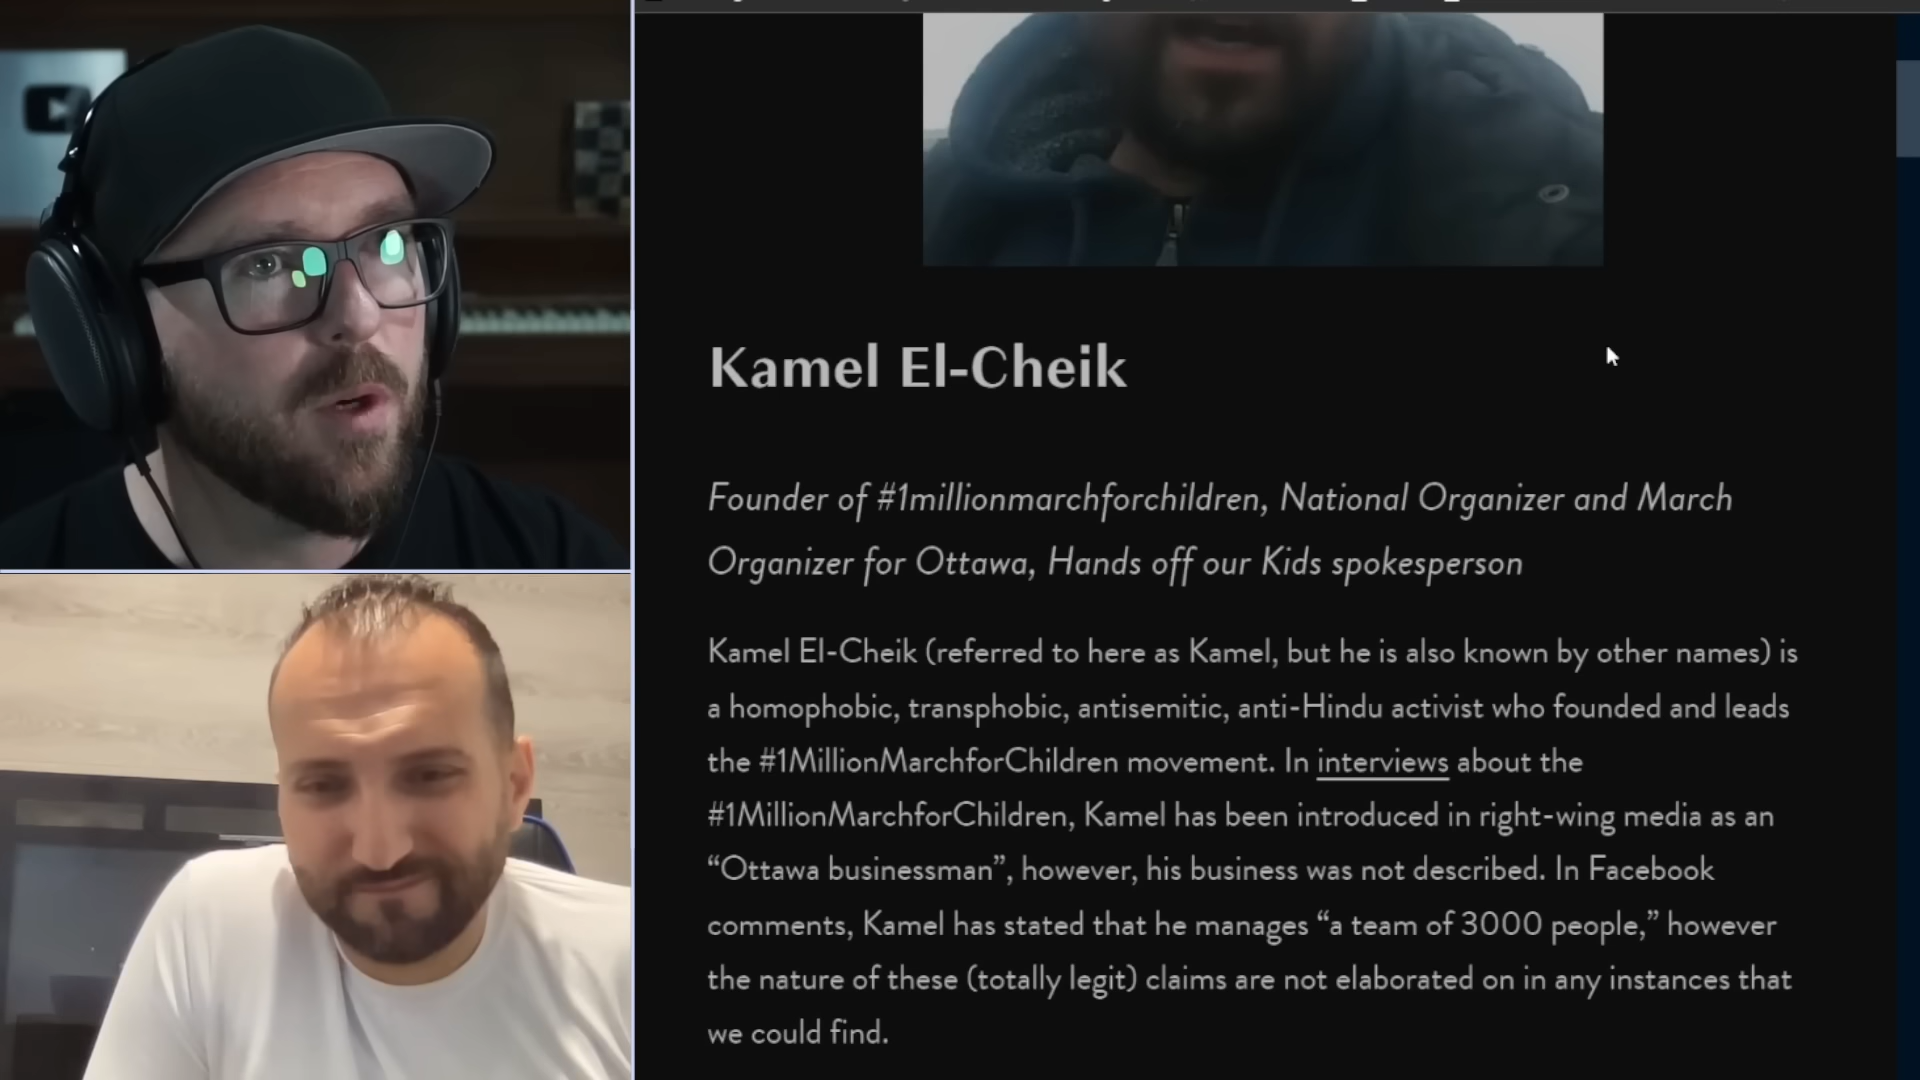 Kamel El-Cheik
Founder of #1millionmarchforchildren, National Organizer and March
Organizer for Ottawa, Hands off our Kids spokesperson
Kamel El-Cheik (referred to here as Kamel, but he is also known by other names) is
a homophobic, transphobic, antisemitic, anti-Hindu activist who founded and leads
the #1MillionMarchforChildren movement. In interviews about the
#1MillionMarchforChildren, Kamel has been introduced in right-wing media as an
“Ottawa businessman”, however, his business was not described. In Facebook
comments, Kamel has stated that he manages “a team of 3000 people,” however
the nature of these (totally legit) claims are not elaborated on in any instances that
we could find.